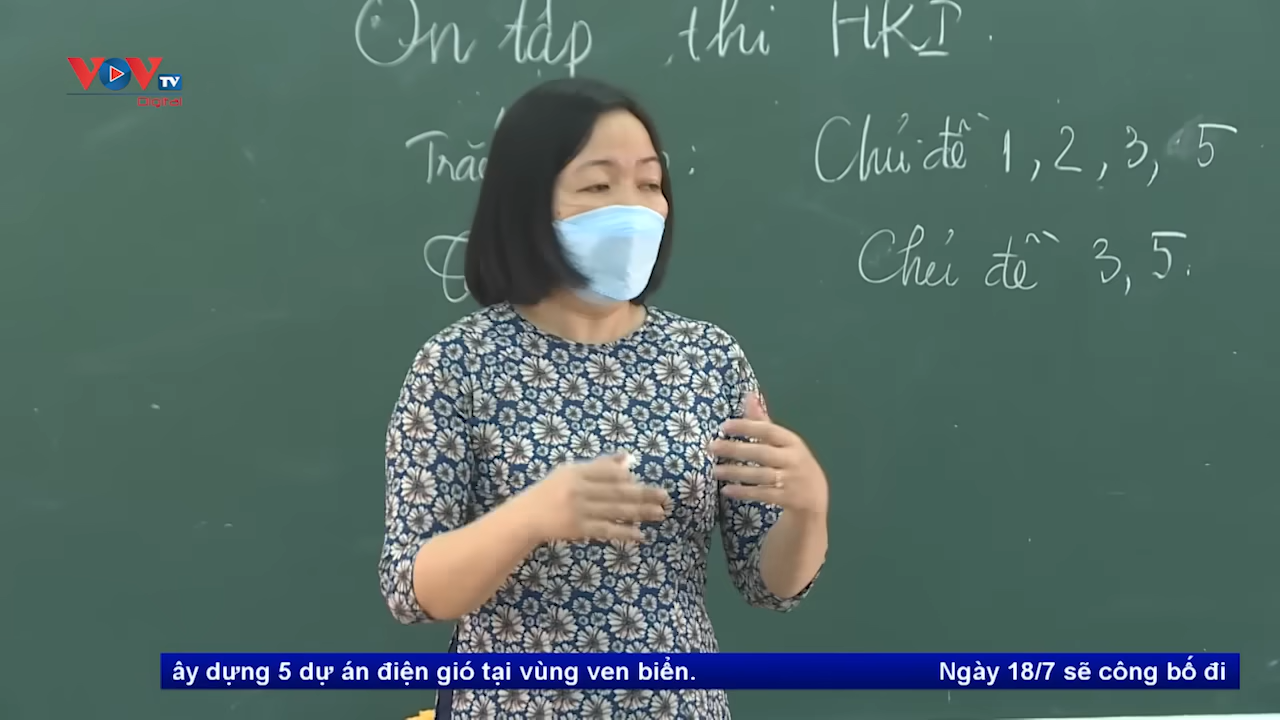 Ôn tập thi HKI.
VOV TV
Digital
: Chủ đề 1, 2, 3, 5
Chủ đề 3, 5.
ây dựng 5 dự án điện gió tại vùng ven biển. Ngày 18/7 sẽ công bố đi